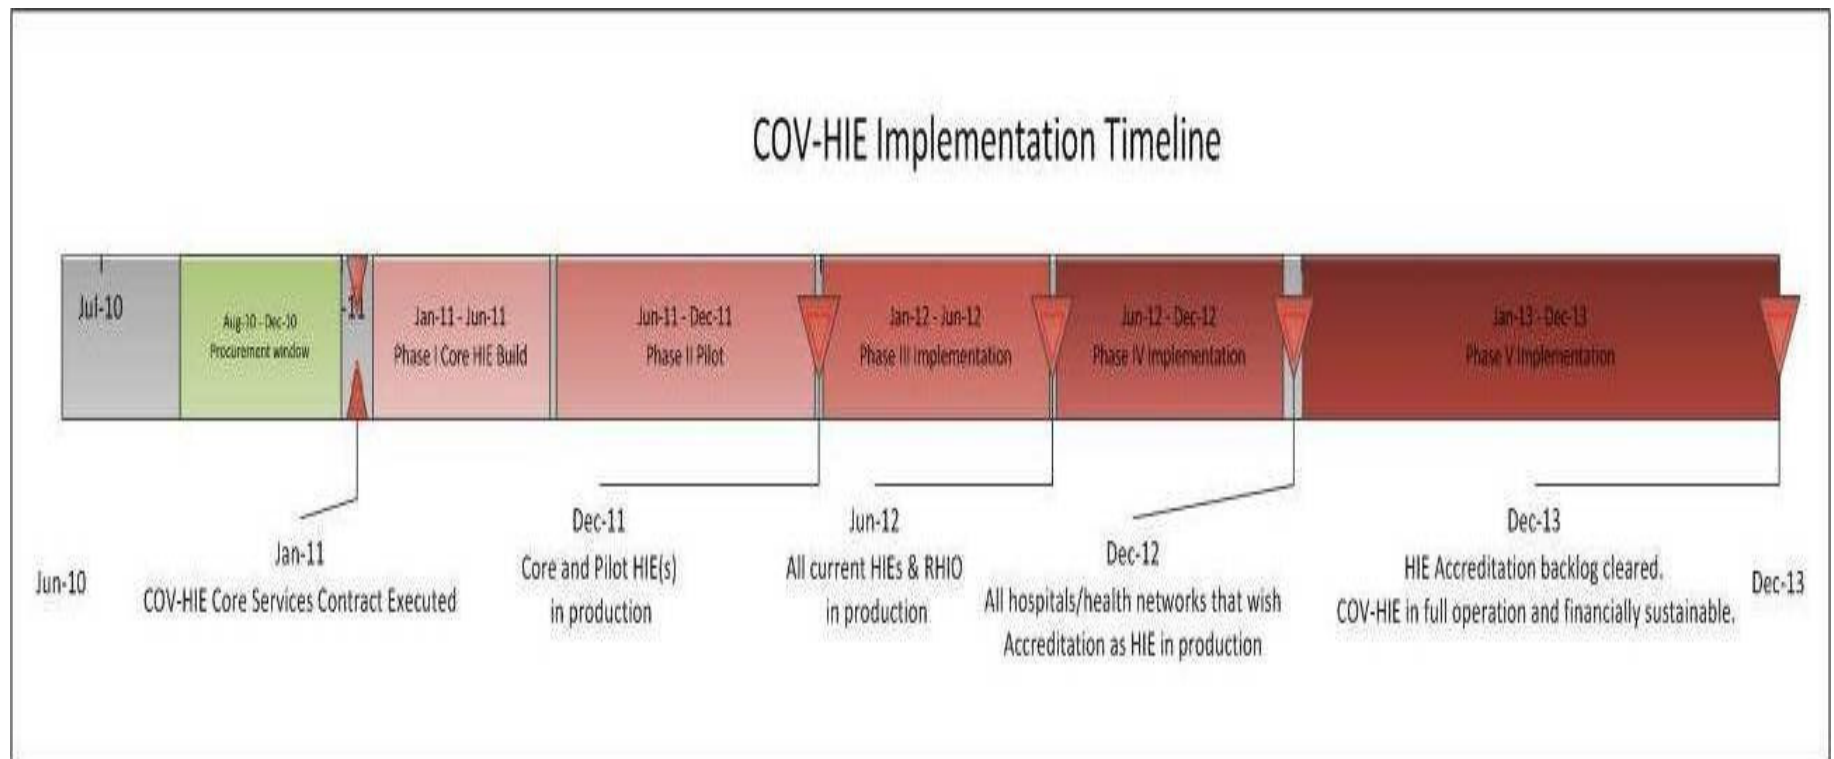 COV-HIE Implementation Timeline
Jul-10
Aug-10 - Dec-10
Procurement window
-11
Jan-11 - Jun-11
Phase I Core HIE Build
Jun-11 - Dec-11
Phase II Pilot
Jan-12 - Jun-12
Phase III Implementation
Jun-12 - Dec-12
Phase IV Implementation
Jan-13 - Dec-13
Phase V Implementation
Jun-10
Jan-11
COV-HIE Core Services Contract Executed
Dec-11
Core and Pilot HIE(s)
in production
Jun-12
All current HIEs & RHIO
in production
Dec-12
All hospitals/health networks that wish
Accreditation as HIE in production
Dec-13
HIE Accreditation backlog cleared.
COV-HIE in full operation and financially sustainable.
Dec-13